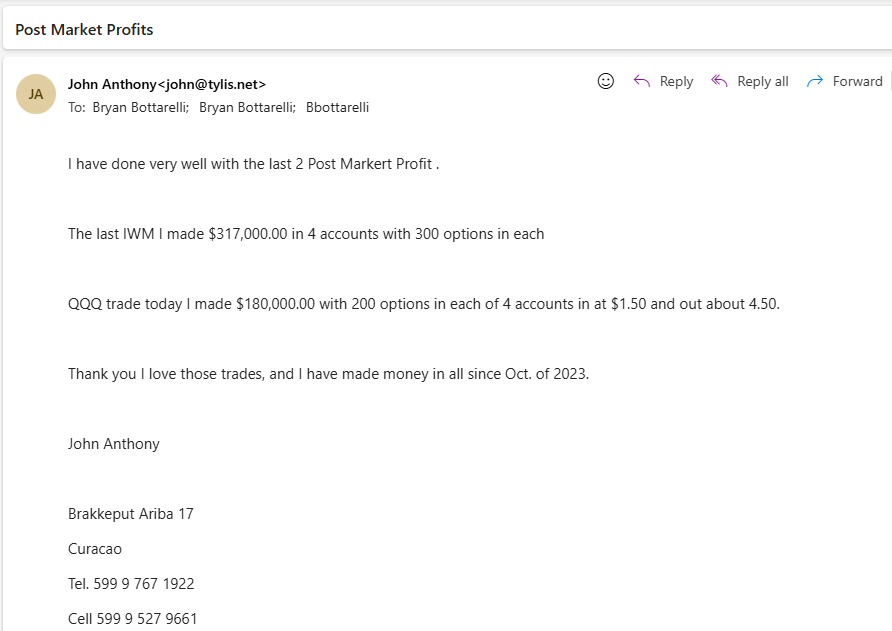 Post Market Profits
JA
John Anthony<john@tylis.net>
Reply
Reply all
Forward
To: Bryan Bottarelli; Bryan Bottarelli; Bbottarelli
I have done very well with the last 2 Post Markert Profit .
The last IWM I made $317,000.00 in 4 accounts with 300 options in each
QQQ trade today I made $180,000.00 with 200 options in each of 4 accounts in at $1.50 and out about 4.50.
Thank you I love those trades, and I have made money in all since Oct. of 2023.
John Anthony
Brakkeput Ariba 17
Curacao
Tel. 599 9 767 1922
Cell 599 9 527 9661